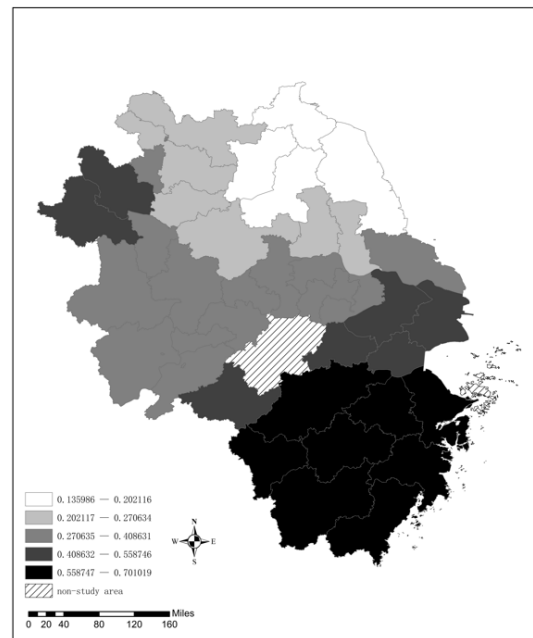 0.135986 — 0.202116
0.202117 — 0.270634
0.270635 — 0.408631
0.408632 — 0.558746
0.558747 — 0.701019
non-study area
N
W E
S
Miles
0 10 20 40 80 120 160